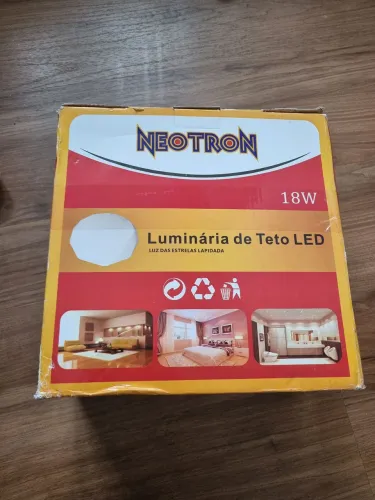 NEOTRON
18W
Luminária de Teto LED
LUZ DAS ESTRELAS LAPIDADA